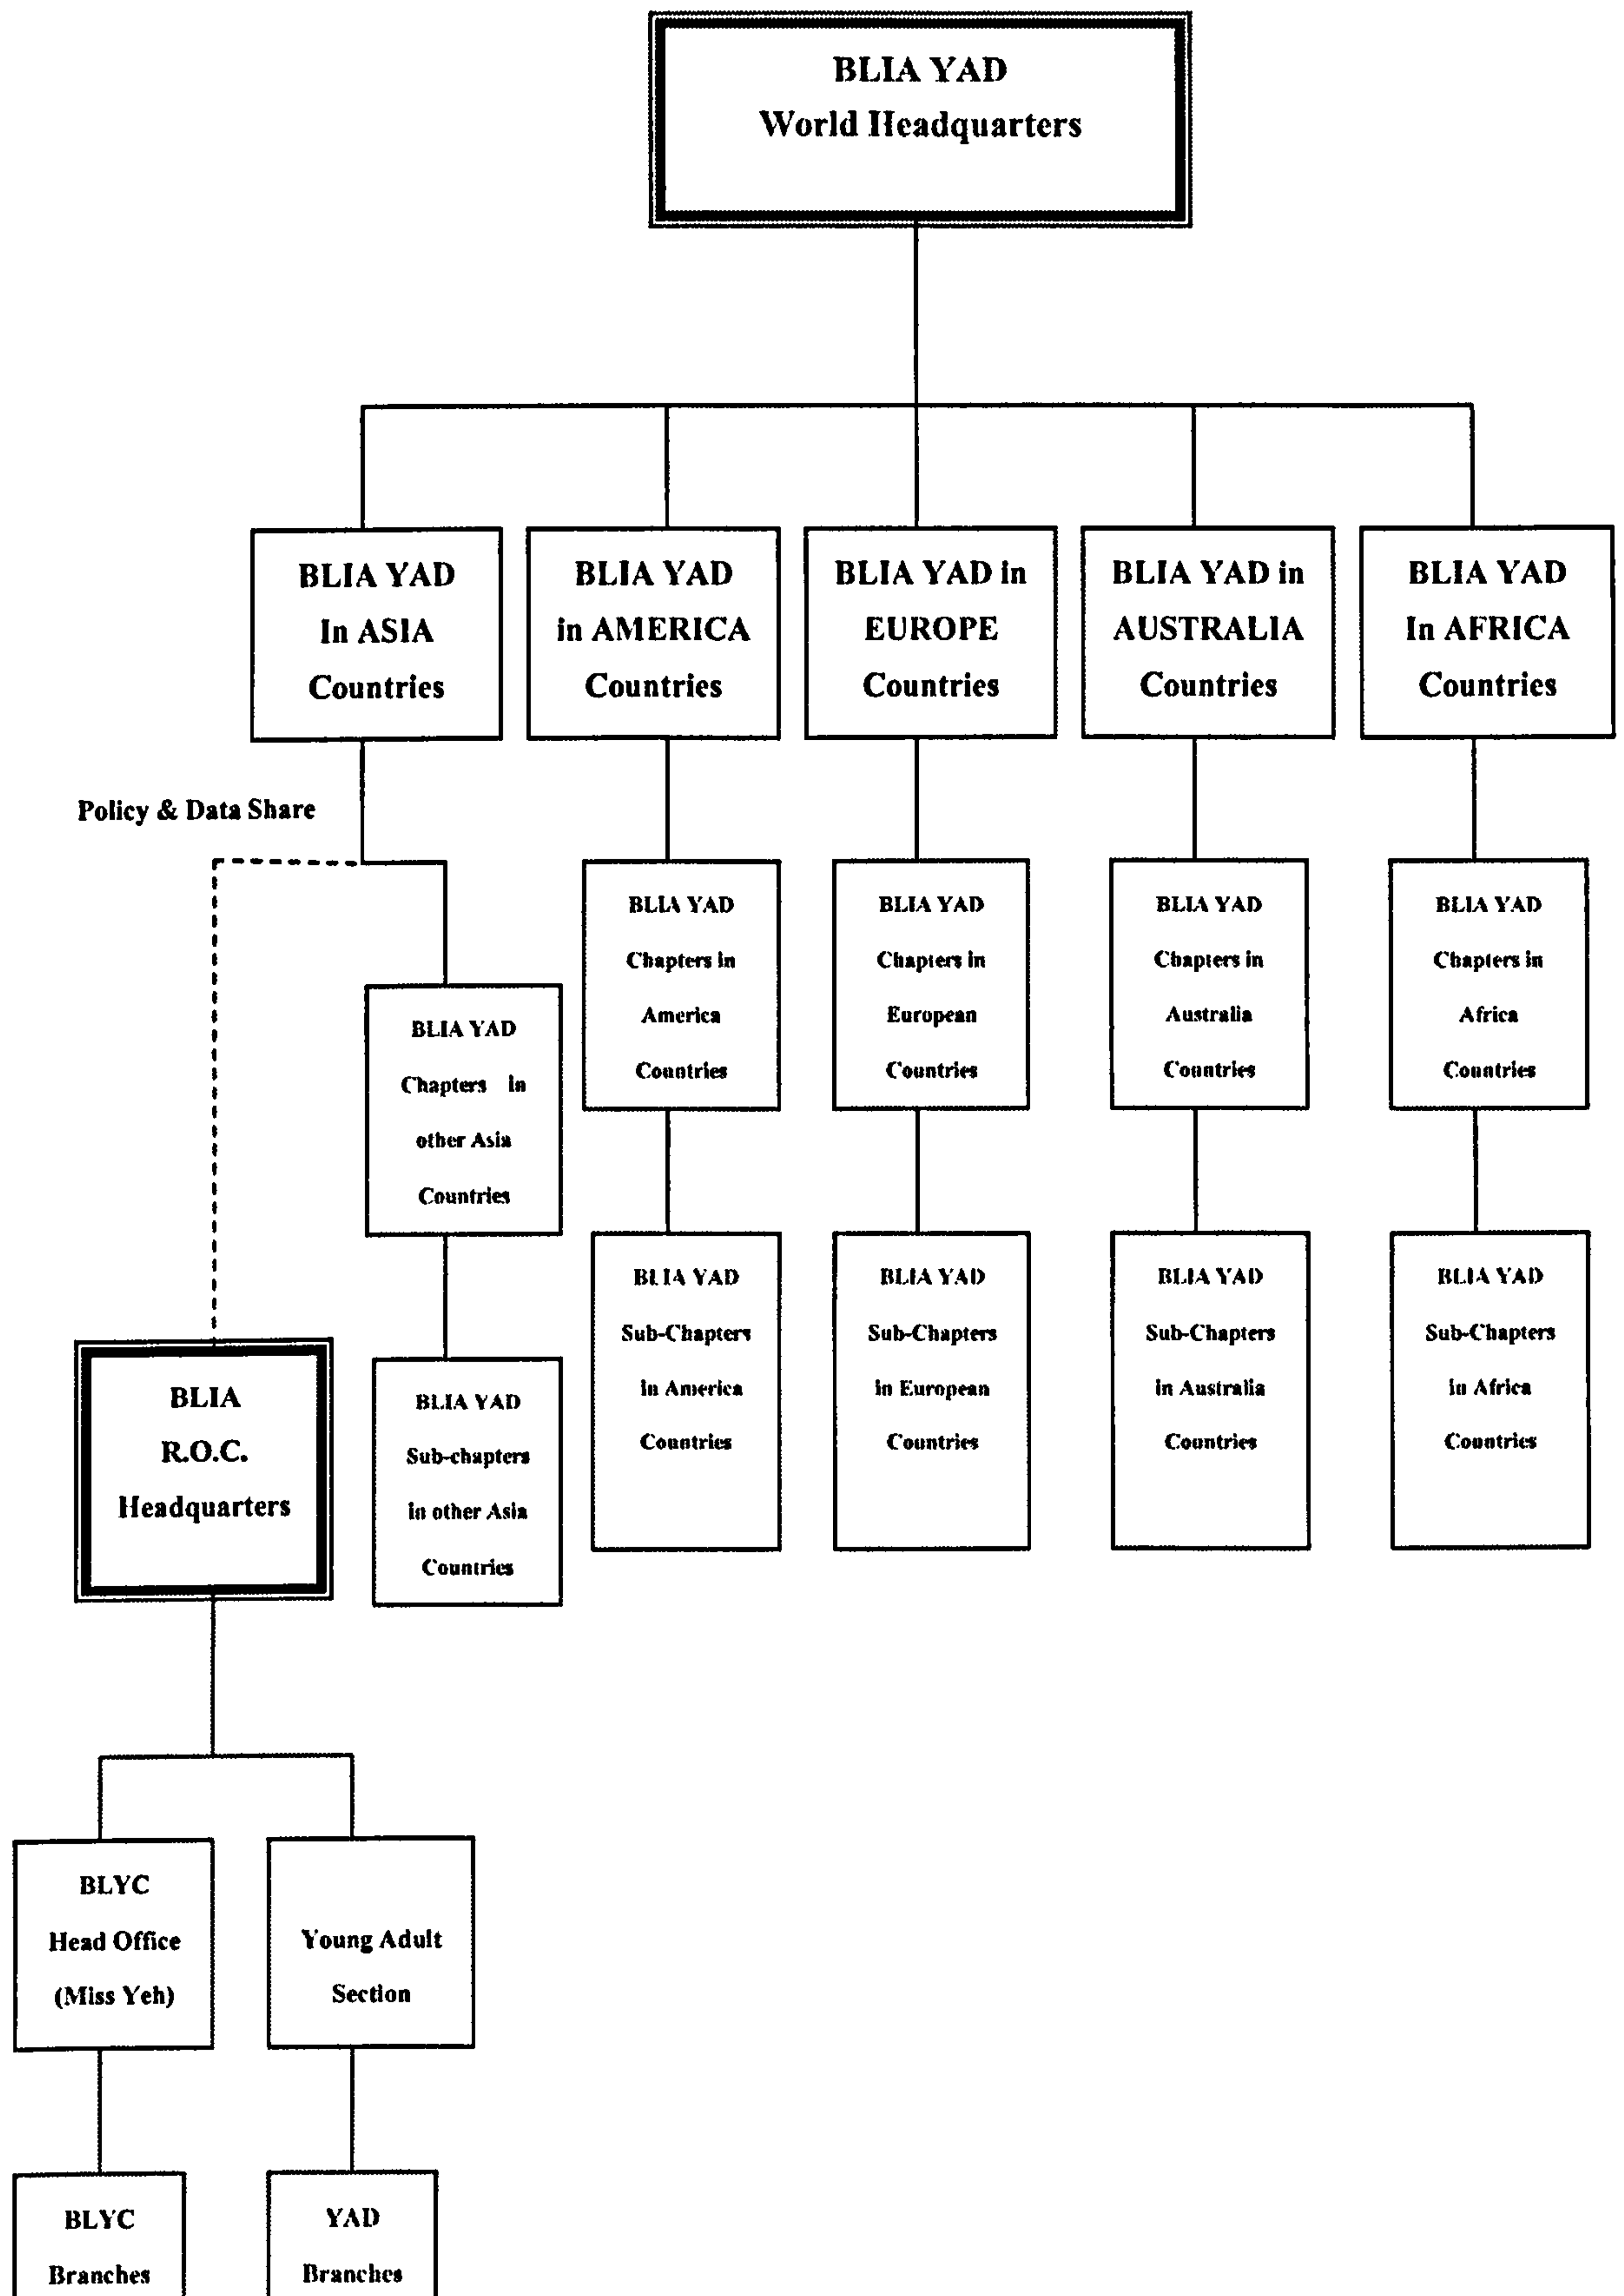 BLIA YAD
World Headquarters
BLIA YAD
In ASIA
Countries
BLIA YAD
in AMERICA
Countries
BLIA YAD in
EUROPE
Countries
BLIA YAD in
AUSTRALIA
Countries
BLIA YAD
In AFRICA
Countries
Policy & Data Share
BLIA YAD
Chapters in
other Asia
Countries
BLIA YAD
Chapters in
America
Countries
BLIA YAD
Chapters in
European
Countries
BLIA YAD
Chapters in
Australia
Countries
BLIA YAD
Chapters in
Africa
Countries
BLIA
R.O.C.
Headquarters
BLIA YAD
Sub-chapters
in other Asia
Countries
BLIA YAD
Sub-Chapters
in America
Countries
BLIA YAD
Sub-Chapters
in European
Countries
BLIA YAD
Sub-Chapters
in Australia
Countries
BLIA YAD
Sub-Chapters
in Africa
Countries
BLYC
Head Office
(Miss Yeh)
Young Adult
Section
BLYC
Branches
YAD
Branches